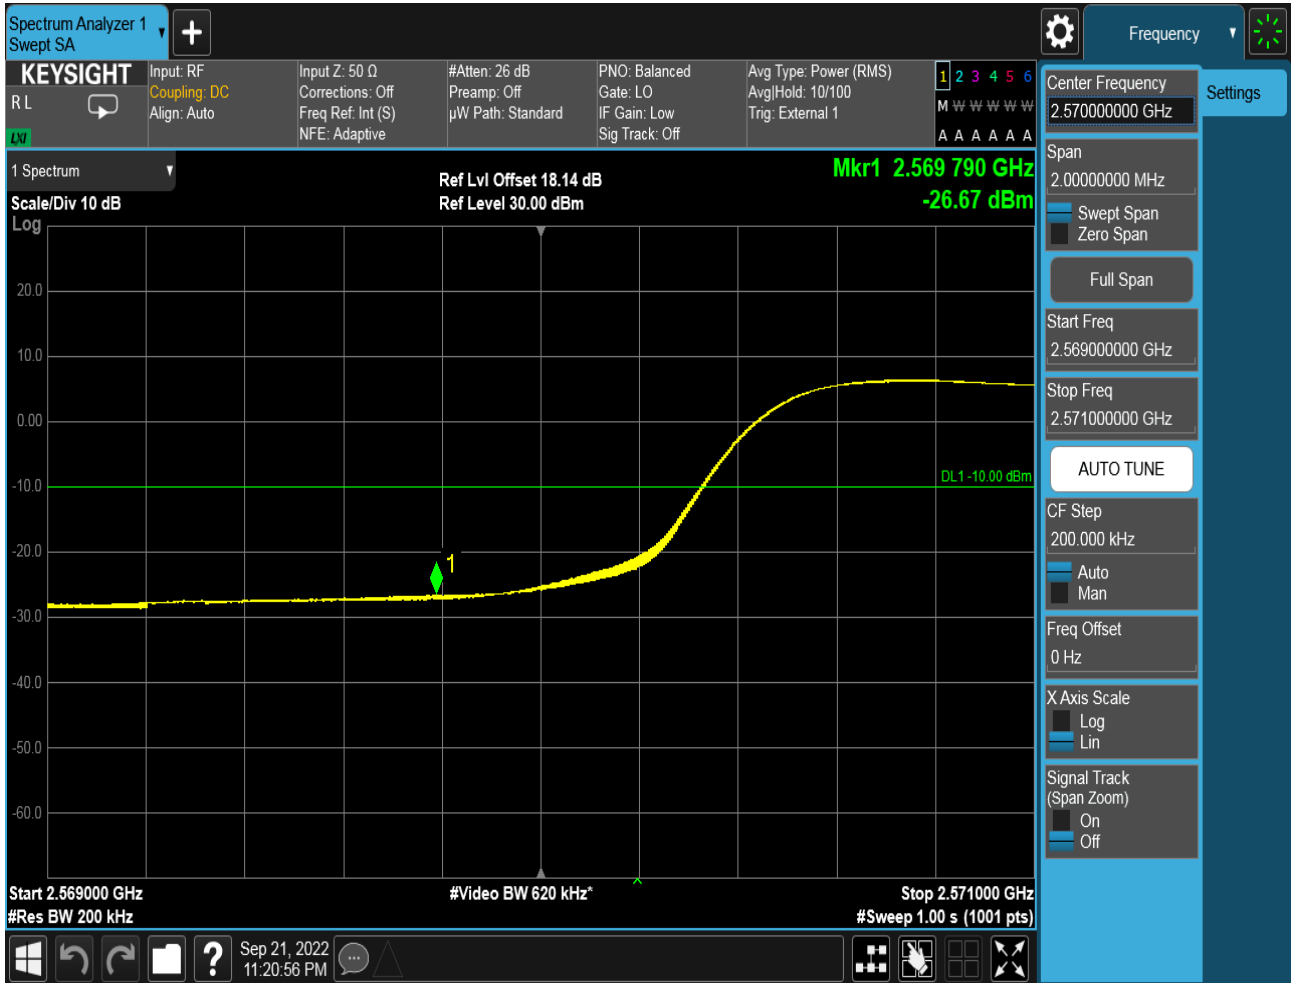 Spectrum Analyzer 1
Swept SA
Frequency
KEYSIGHT
R L
LXI
Input: RF
Coupling: DC
Align: Auto
Input Z: 50 Ω
Corrections: Off
Freq Ref: Int (S)
NFE: Adaptive
#Atten: 26 dB
Preamp: Off
µW Path: Standard
PNO: Balanced
Gate: LO
IF Gain: Low
Sig Track: Off
Avg Type: Power (RMS)
Avg|Hold: 10/100
Trig: External 1
1 2 3 4 5 6
M W W W W W
A A A A A A
1 Spectrum
Scale/Div 10 dB
Log
Ref Lvl Offset 18.14 dB
Ref Level 30.00 dBm
Mkr1 2.569 790 GHz
-26.67 dBm
20.0
10.0
0.00
-10.0
-20.0
-30.0
-40.0
-50.0
-60.0
DL1 -10.00 dBm
1
Start 2.569000 GHz
#Res BW 200 kHz
#Video BW 620 kHz*
Stop 2.571000 GHz
#Sweep 1.00 s (1001 pts)
Sep 21, 2022
11:20:56 PM
Center Frequency
2.570000000 GHz
Settings
Span
2.00000000 MHz
Swept Span
Zero Span
Full Span
Start Freq
2.569000000 GHz
Stop Freq
2.571000000 GHz
AUTO TUNE
CF Step
200.000 kHz
Auto
Man
Freq Offset
0 Hz
X Axis Scale
Log
Lin
Signal Track
(Span Zoom)
On
Off